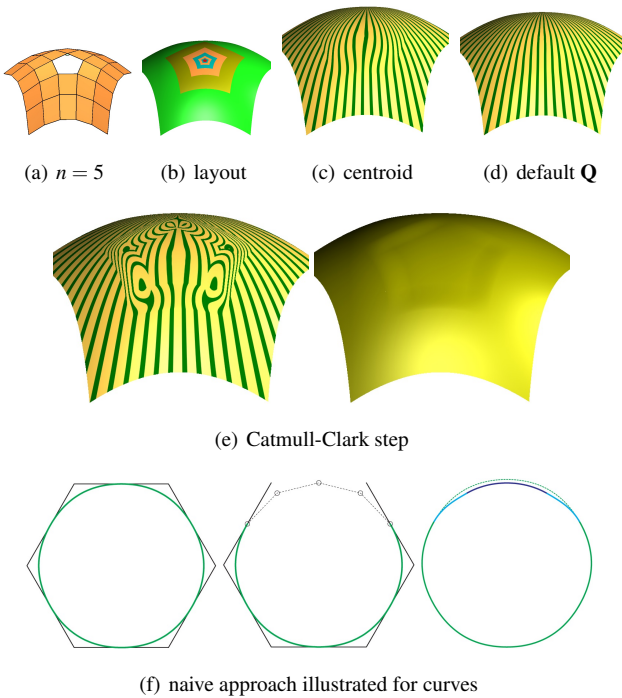 (a) n = 5
(b) layout
(c) centroid
(d) default Q
(e) Catmull-Clark step
(f) naive approach illustrated for curves